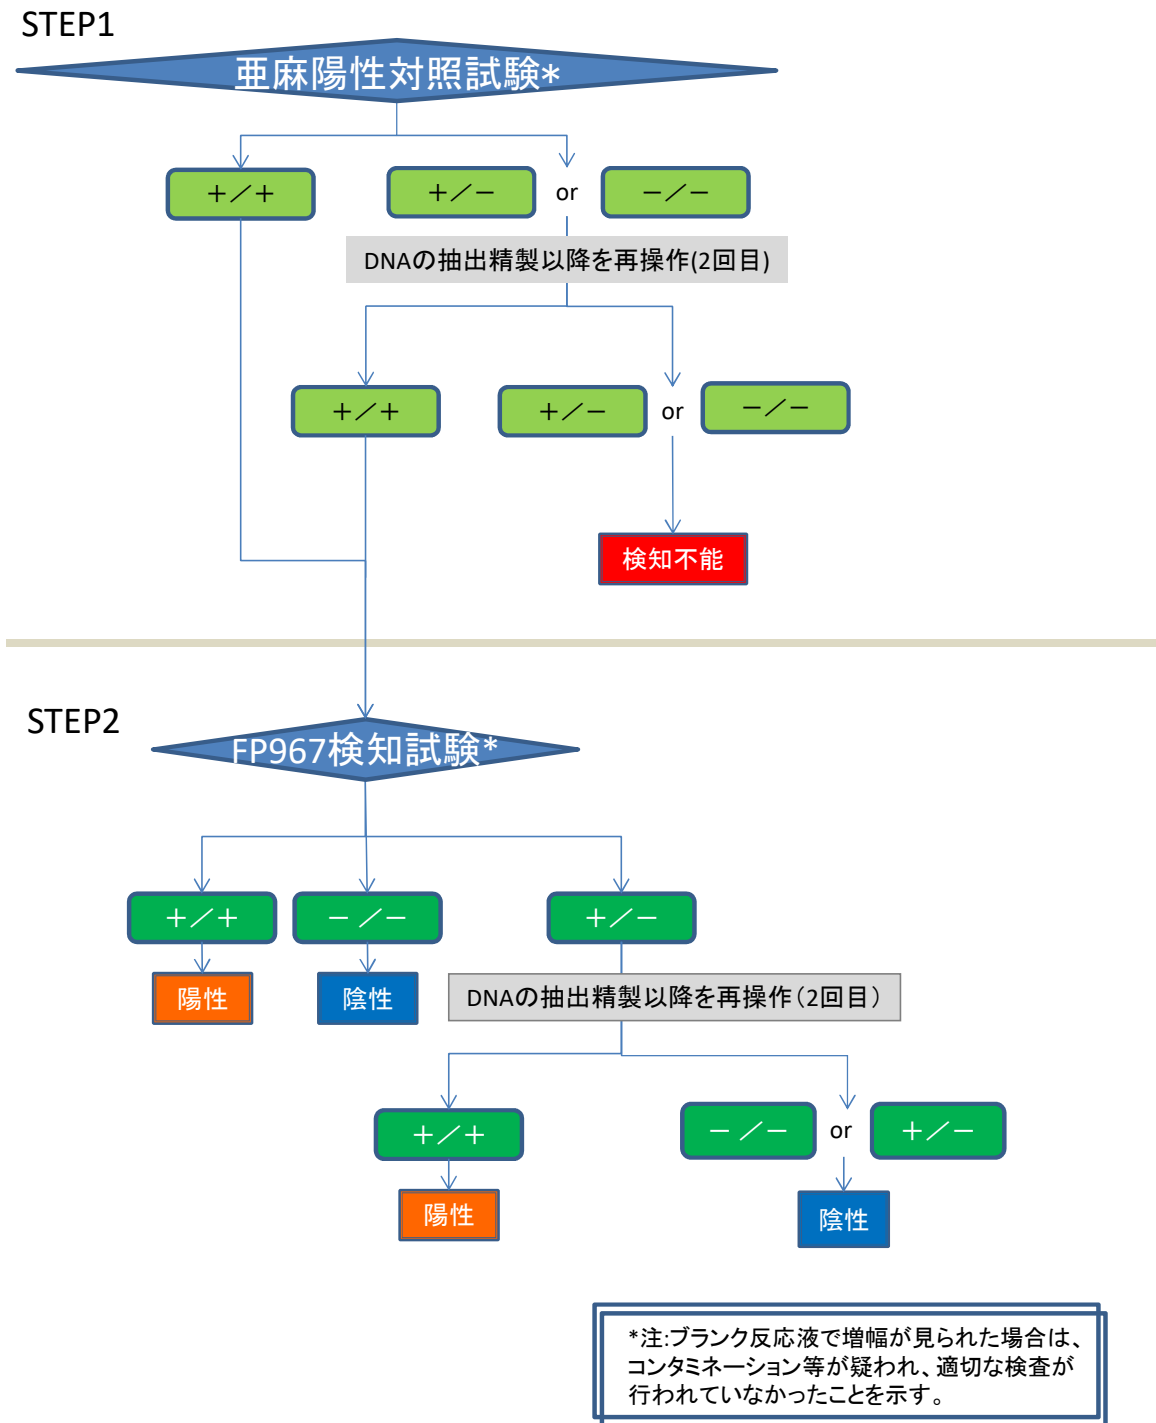 STEP1
亜麻陽性対照試験*
+／+
+／－
or
－／－
DNAの抽出精製以降を再操作(2回目)
+／+
+／－
or
－／－
検知不能
STEP2
FP967検知試験*
+／+
－／－
+／－
陽性
陰性
DNAの抽出精製以降を再操作（2回目）
+／+
－／－
or
+／－
陽性
陰性
*注:ブランク反応液で増幅が見られた場合は、
コンタミネーション等が疑われ、適切な検査が
行われていなかったことを示す。